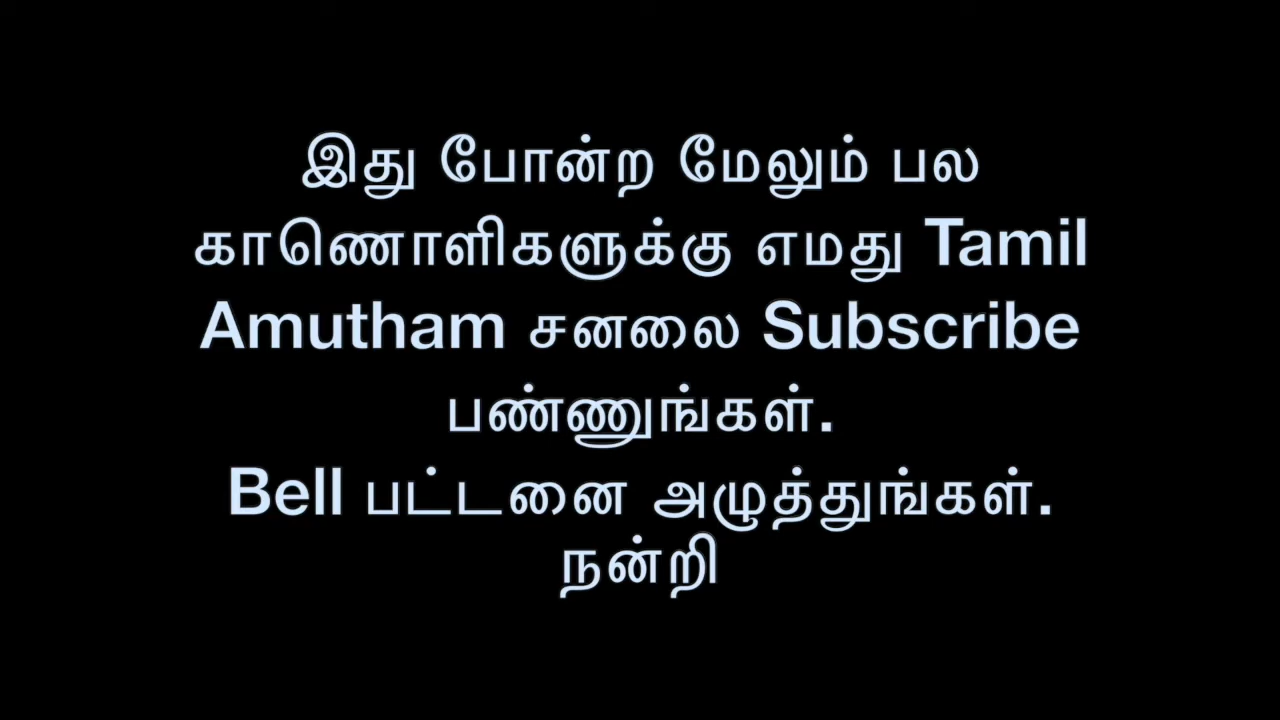 இது போன்ற மேலும் பல
காணொளிகளுக்கு எமது Tamil
Amutham சனலை Subscribe
பண்ணுங்கள்.
Bell பட்டனை அழுத்துங்கள்.
நன்றி